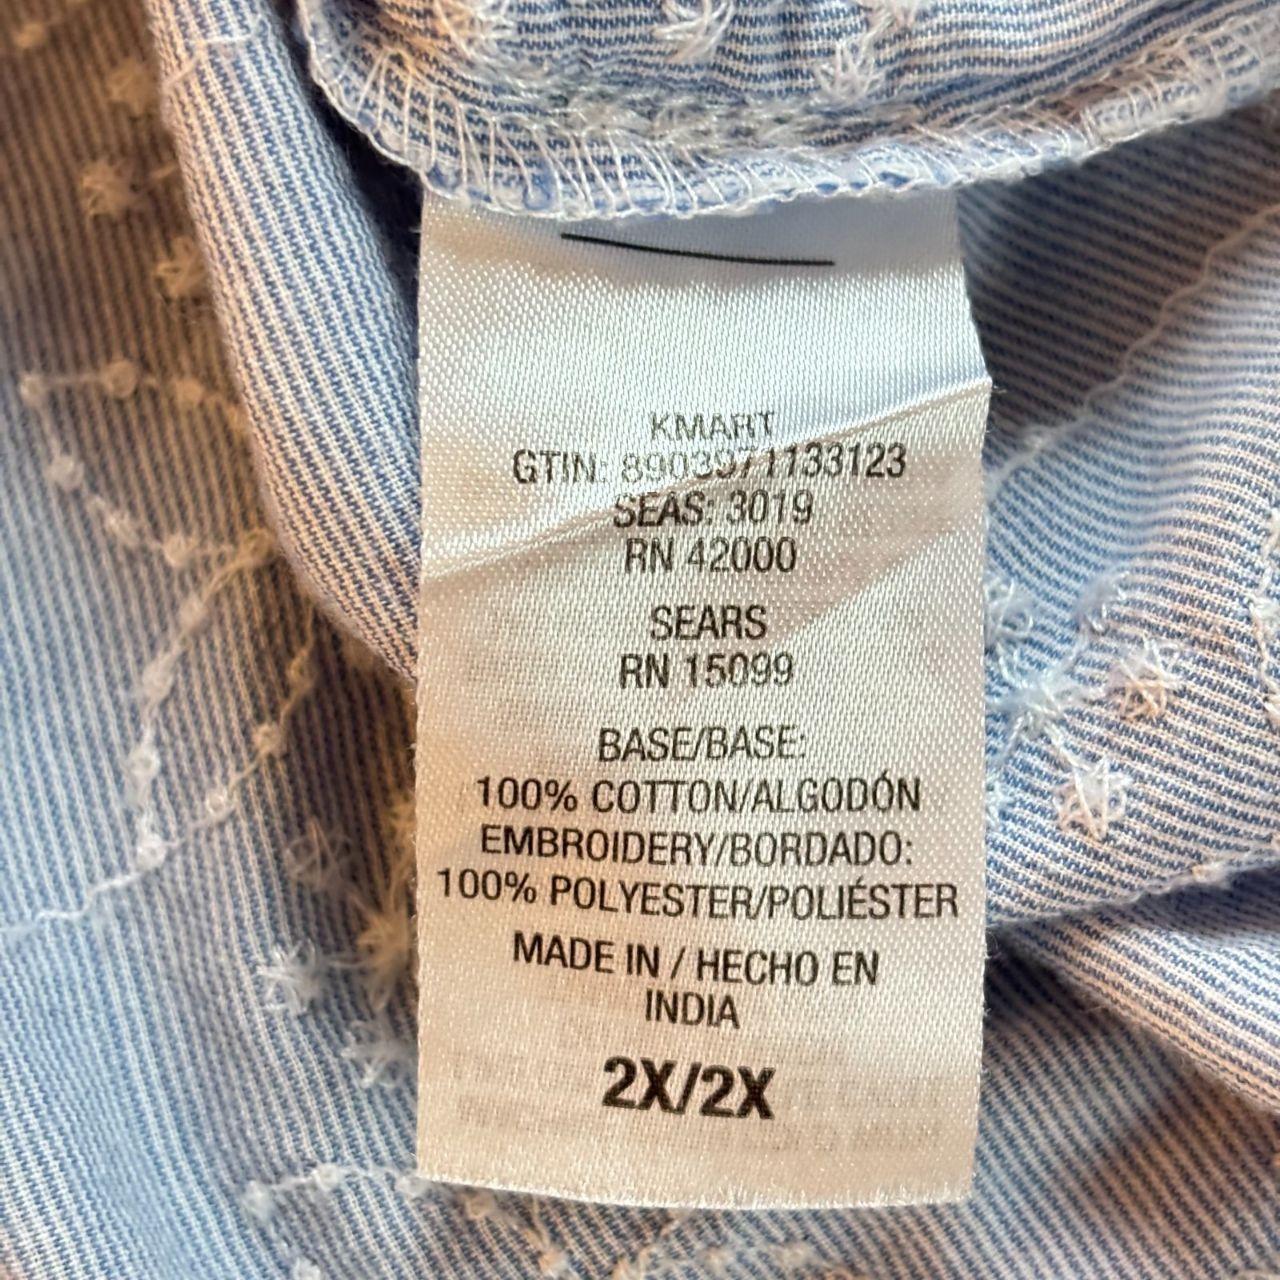 KMART
GTIN: 8903971133123
SEAS: 3019
RN 42000
SEARS
RN 15099
BASE/BASE:
100% COTTON/ALGODÓN
EMBROIDERY/BORDADO:
100% POLYESTER/POLIÉSTER
MADE IN / HECHO EN
INDIA
2X/2X